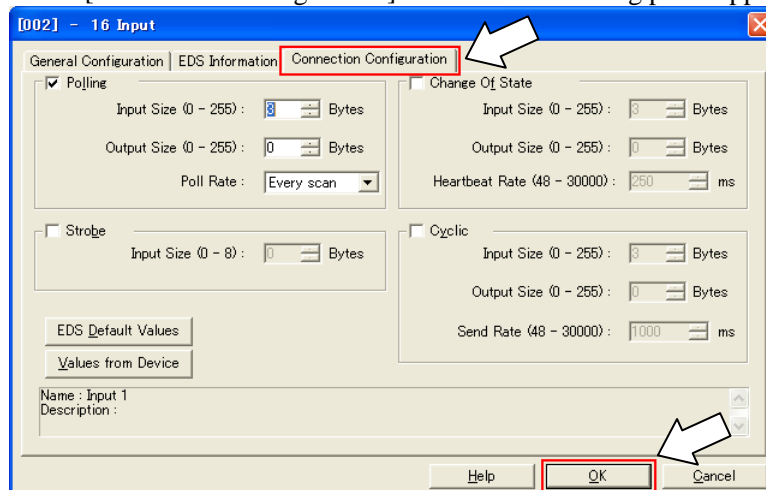 [002] - 16 Input
General Configuration EDS Information Connection Configuration
Polling
Input Size (0 - 255) : 3 Bytes
Output Size (0 - 255) : 0 Bytes
Poll Rate : Every scan
Change Of State
Input Size (0 - 255) : 3 Bytes
Output Size (0 - 255) : 0 Bytes
Heartbeat Rate (48 - 30000) : 250 ms
Strobe
Input Size (0 - 8) : 0 Bytes
Cyclic
Input Size (0 - 255) : 3 Bytes
Output Size (0 - 255) : 0 Bytes
Send Rate (48 - 30000) : 1000 ms
EDS Default Values
Values from Device
Name : Input 1
Description :
Help OK Cancel